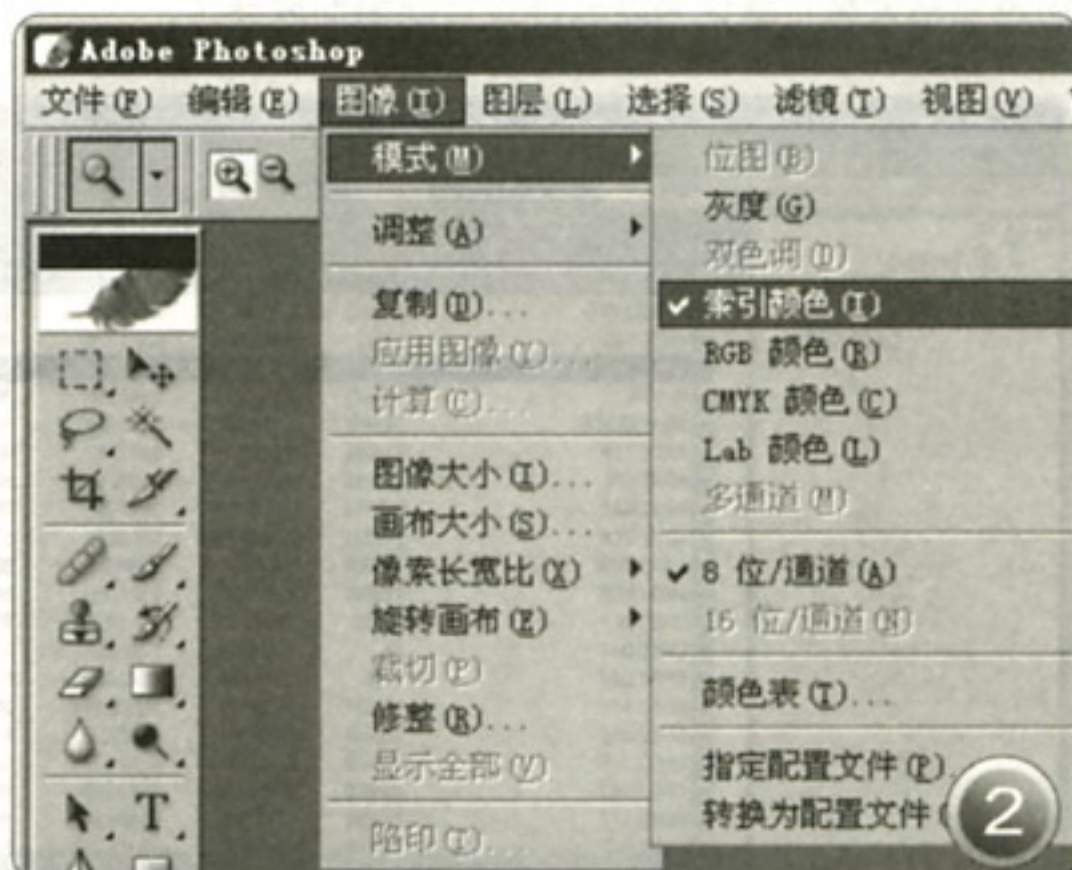 Adobe Photoshop
文件(F) 编辑(E) 图像(I) 图层(L) 选择(S) 滤镜(T) 视图(V)
模式(M)
调整(A)
复制(D)...
应用图像(Y)...
计算(C)...
图像大小(I)...
画布大小(S)...
像素长宽比(X)
旋转画布(E)
裁切(P)
修整(R)...
显示全部(V)
陷印(T)...
位图(B)
灰度(G)
双色调(D)
索引颜色(I)
RGB 颜色(R)
CMYK 颜色(C)
Lab 颜色(L)
多通道(M)
8 位/通道(A)
16 位/通道(N)
颜色表(T)...
指定配置文件(P).
转换为配置文件(
T
2